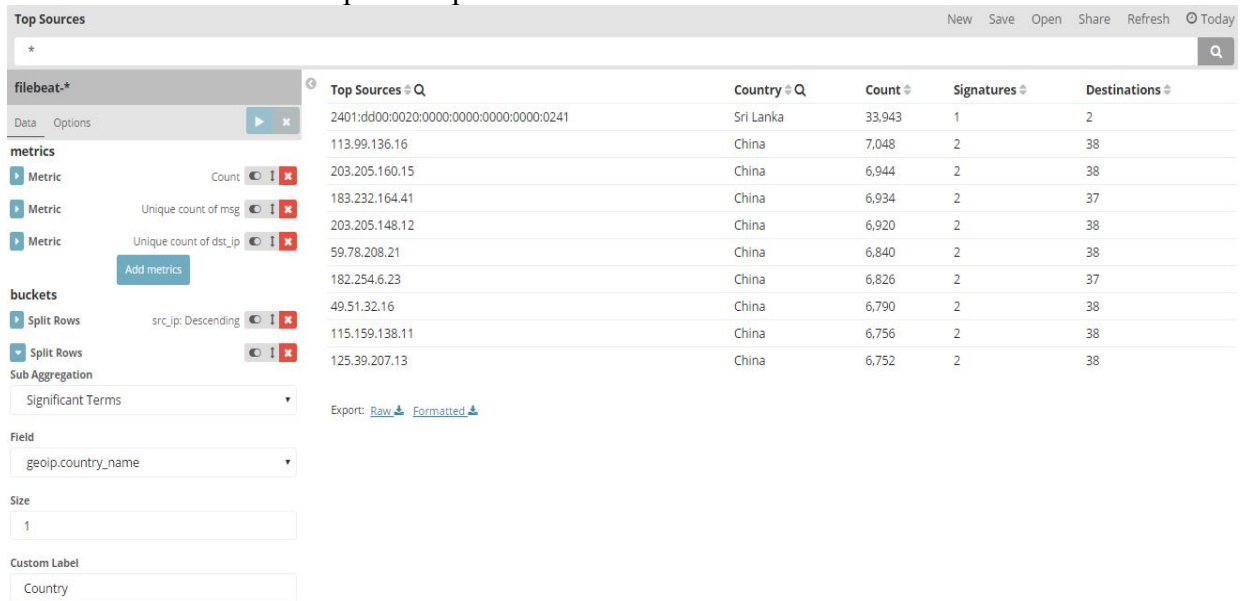 Top Sources New Save Open Share Refresh Today
*
filebeat-*
Data Options
metrics
Metric Count
Metric Unique count of msg
Metric Unique count of dst_ip
Add metrics
buckets
Split Rows src_ip: Descending
Split Rows
Sub Aggregation
Significant Terms
Field
geoip.country_name
Size
1
Custom Label
Country
Top Sources Country Count Signatures Destinations
2401:dd00:0020:0000:0000:0000:0000:0241 Sri Lanka 33,943 1 2
113.99.136.16 China 7,048 2 38
203.205.160.15 China 6,944 2 38
183.232.164.41 China 6,934 2 37
203.205.148.12 China 6,920 2 38
59.78.208.21 China 6,840 2 38
182.254.6.23 China 6,826 2 37
49.51.32.16 China 6,790 2 38
115.159.138.11 China 6,756 2 38
125.39.207.13 China 6,752 2 38
Export: Raw Formatted